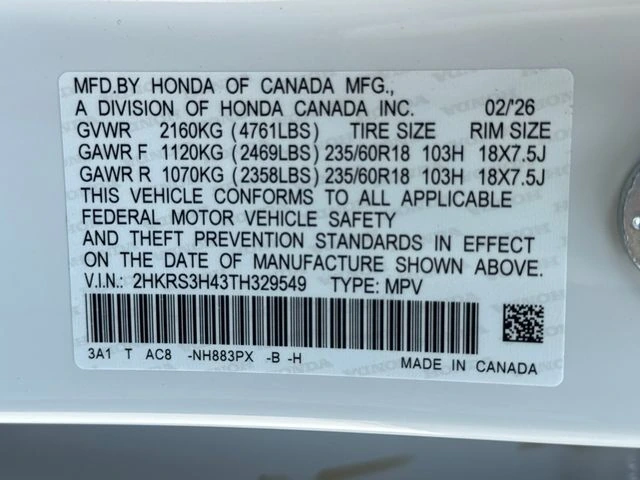 MFD.BY HONDA OF CANADA MFG.,
A DIVISION OF HONDA CANADA INC. 02/'26
GVWR 2160KG (4761LBS) TIRE SIZE RIM SIZE
GAWR F 1120KG (2469LBS) 235/60R18 103H 18X7.5J
GAWR R 1070KG (2358LBS) 235/60R18 103H 18X7.5J
THIS VEHICLE CONFORMS TO ALL APPLICABLE
FEDERAL MOTOR VEHICLE SAFETY
AND THEFT PREVENTION STANDARDS IN EFFECT
ON THE DATE OF MANUFACTURE SHOWN ABOVE.
V.I.N.: 2HKRS3H43TH329549 TYPE: MPV
3A1 T AC8 -NH883PX -B -H MADE IN CANADA